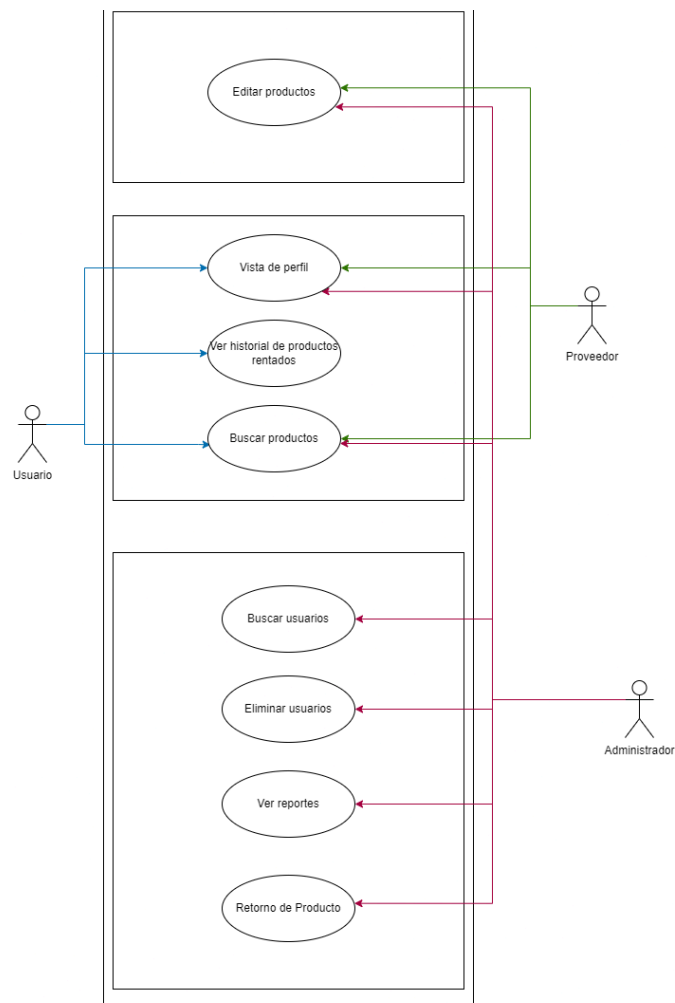 Editar productos
Vista de perfil
Ver historial de productos
rentados
Buscar productos
Proveedor
Usuario
Buscar usuarios
Eliminar usuarios
Administrador
Ver reportes
Retorno de Producto